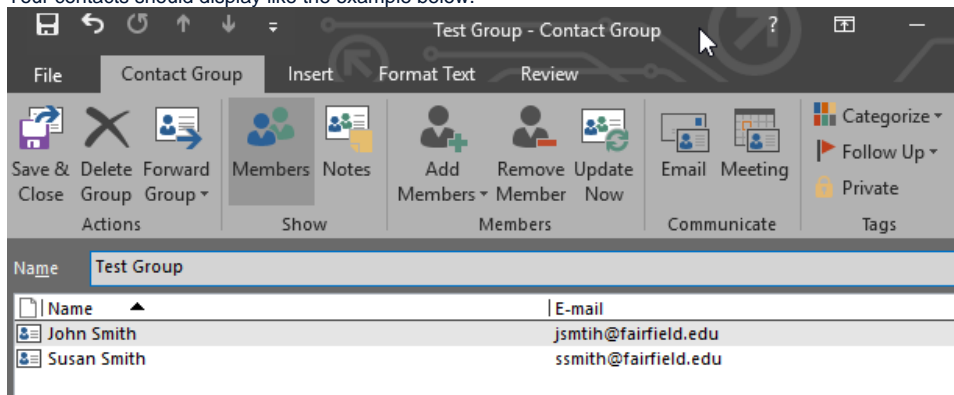 Your contacts should display like the example below.
Test Group - Contact Group ?
File Contact Group Insert Format Text Review
Save & Close Delete Group Forward Group Members Notes Add Members Remove Member Update Now Email Meeting Categorize
Follow Up
Private
Actions Show Members Communicate Tags
Name Test Group
Name E-mail
John Smith jsmtih@fairfield.edu
Susan Smith ssmith@fairfield.edu